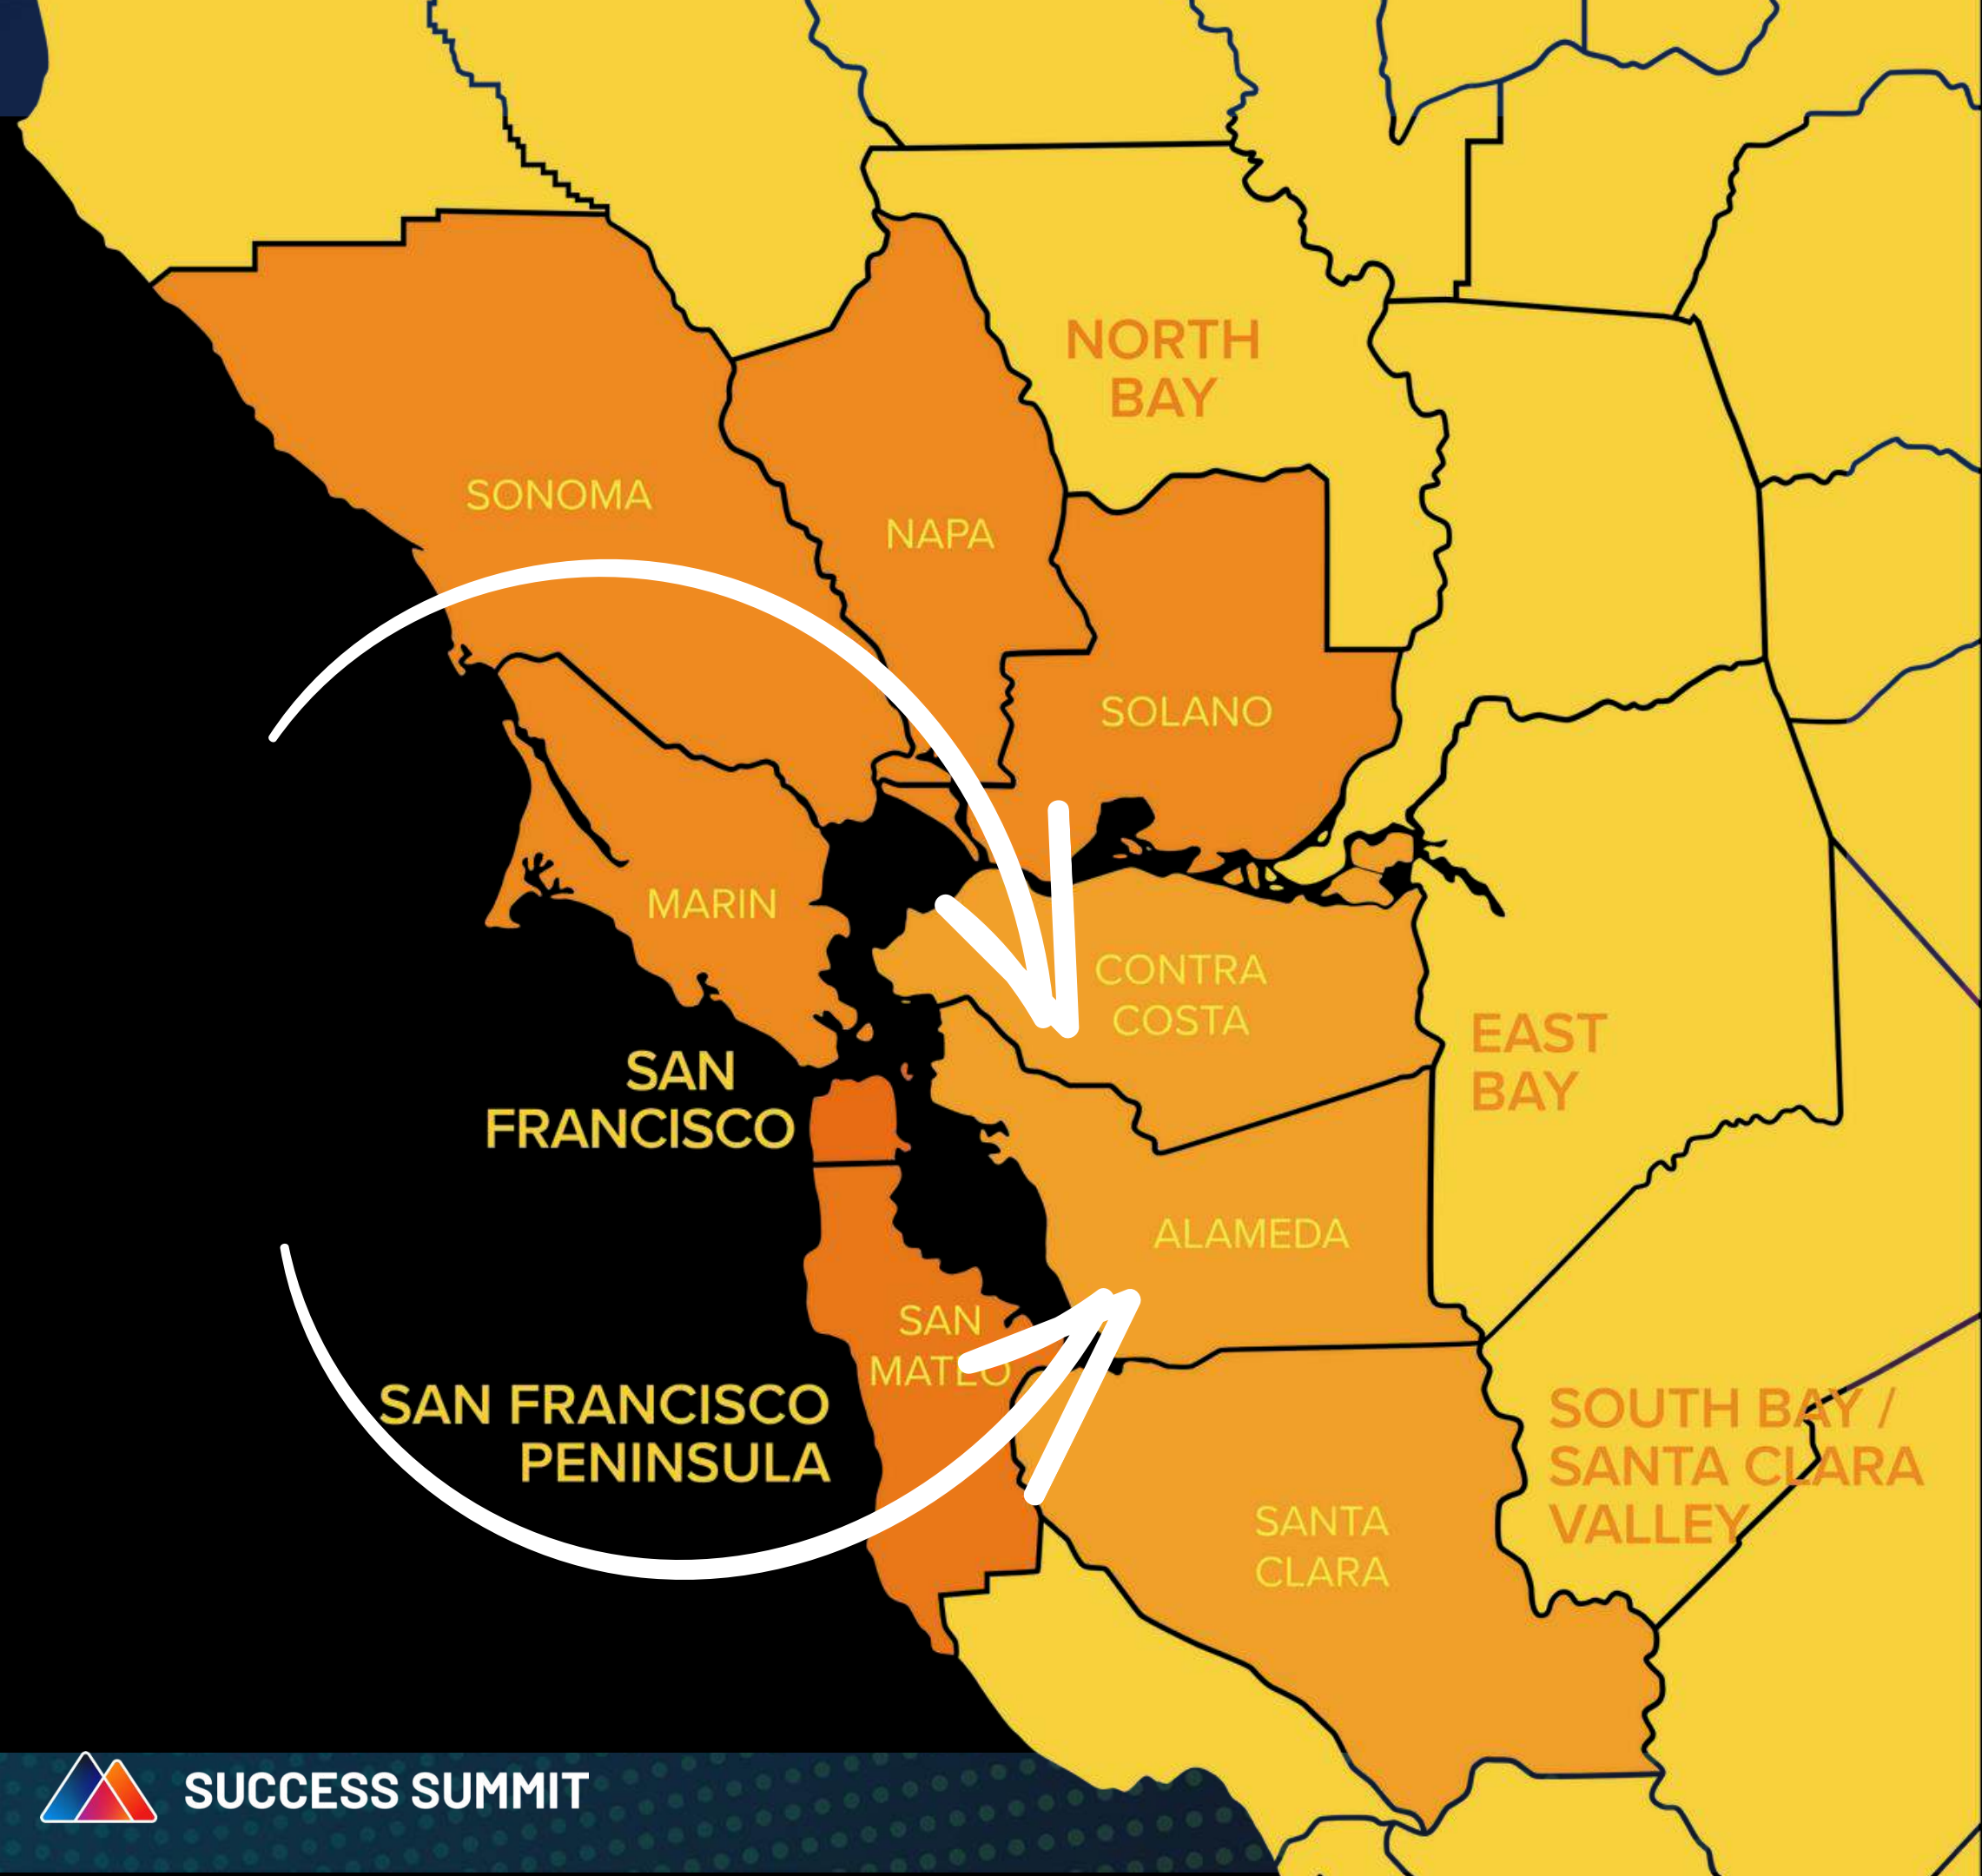 NORTH
BAY
SONOMA
NAPA
SOLANO
MARIN
CONTRA
COSTA
EAST
BAY
SAN
FRANCISCO
ALAMEDA
SAN
MATEO
SAN FRANCISCO
PENINSULA
SOUTH BAY /
SANTA CLARA
VALLEY
SANTA
CLARA
SUCCESS SUMMIT